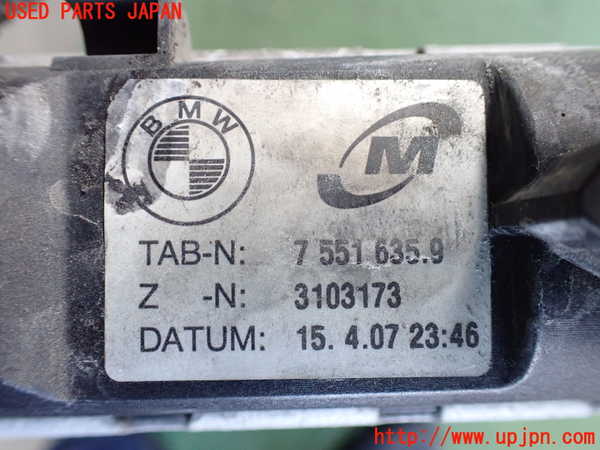 USED PARTS JAPAN
BMW
M
TAB-N: 7 551 635.9
Z -N: 3103173
DATUM: 15. 4.07 23:46
http://www.upjpn.com